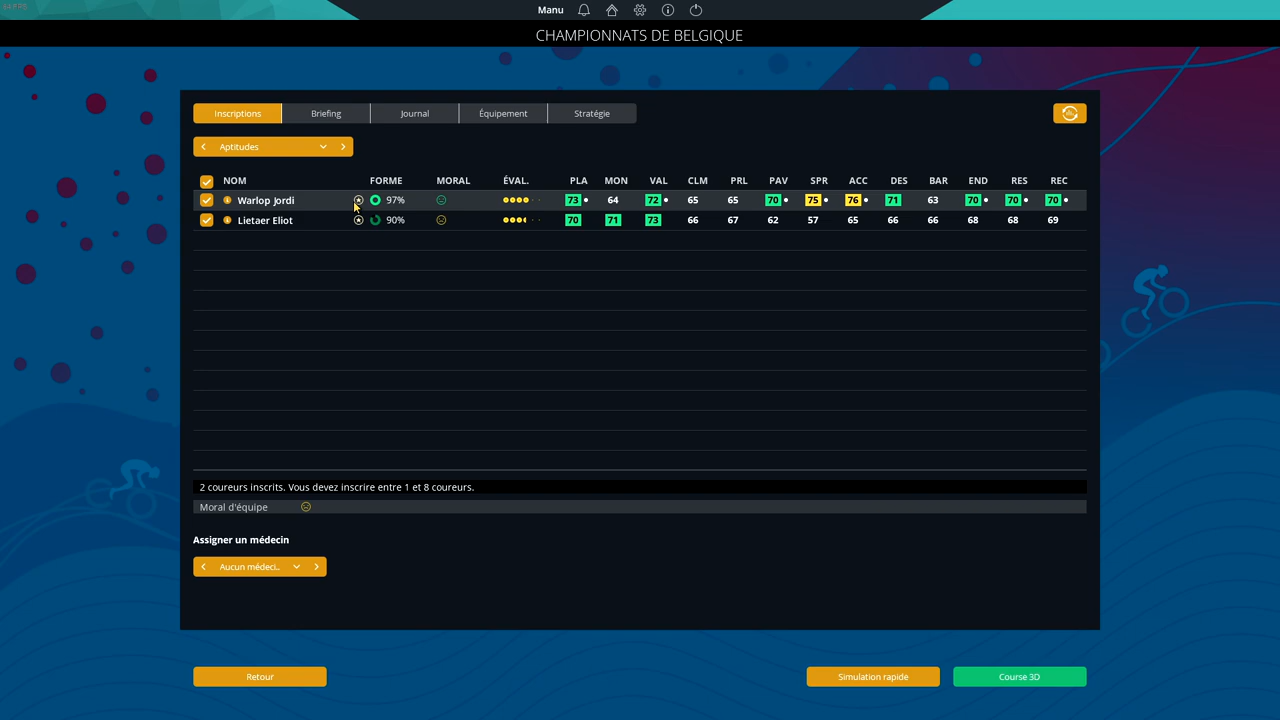 Manu
CHAMPIONNATS DE BELGIQUE
Inscriptions Briefing Journal Équipement Stratégie
Aptitudes
NOM FORME MORAL ÉVAL. PLA MON VAL CLM PRL PAV SPR ACC DES BAR END RES REC
Warlop Jordi 97% 73 64 72 65 65 70 75 76 71 63 70 70 70
Lietaer Eliot 90% 70 71 73 66 67 62 57 65 66 66 68 68 69
2 coureurs inscrits. Vous devez inscrire entre 1 et 8 coureurs.
Moral d'équipe
Assigner un médecin
Aucun médeci..
Retour Simulation rapide Course 3D